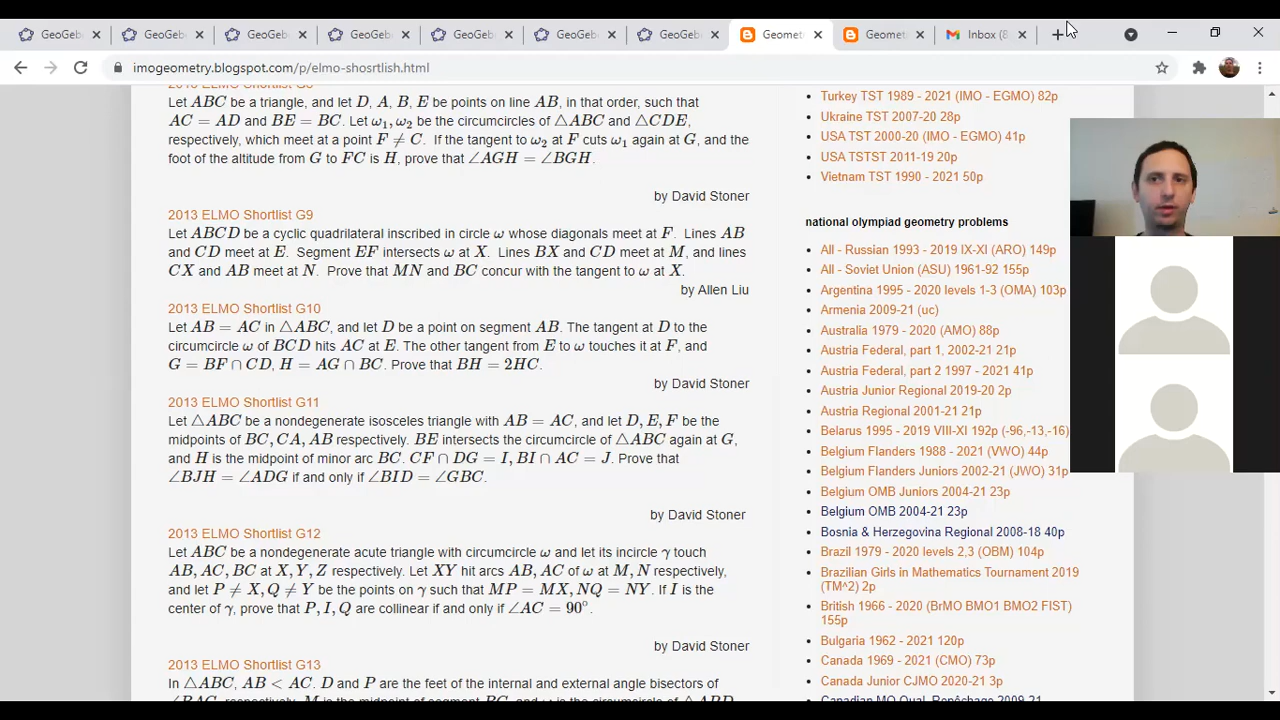 GeoGeb
GeoGeb
GeoGeb
GeoGeb
GeoGeb
GeoGeb
GeoGeb
Geomet
Geomet
Inbox (8
imogeometry.blogspot.com/p/elmo-shosrtlish.html
Let ABC be a triangle, and let D, A, B, E be points on line AB, in that order, such that
AC = AD and BE = BC. Let ω₁, ω₂ be the circumcircles of △ABC and △CDE,
respectively, which meet at a point F ≠ C. If the tangent to ω₂ at F cuts ω₁ again at G, and the
foot of the altitude from G to FC is H, prove that ∠AGH = ∠BGH.
by David Stoner
2013 ELMO Shortlist G9
Let ABCD be a cyclic quadrilateral inscribed in circle ω whose diagonals meet at F. Lines AB
and CD meet at E. Segment EF intersects ω at X. Lines BX and CD meet at M, and lines
CX and AB meet at N. Prove that MN and BC concur with the tangent to ω at X.
by Allen Liu
2013 ELMO Shortlist G10
Let AB = AC in △ABC, and let D be a point on segment AB. The tangent at D to the
circumcircle ω of BCD hits AC at E. The other tangent from E to ω touches it at F, and
G = BF ∩ CD, H = AG ∩ BC. Prove that BH = 2HC.
by David Stoner
2013 ELMO Shortlist G11
Let △ABC be a nondegenerate isosceles triangle with AB = AC, and let D, E, F be the
midpoints of BC, CA, AB respectively. BE intersects the circumcircle of △ABC again at G,
and H is the midpoint of minor arc BC. CF ∩ DG = I, BI ∩ AC = J. Prove that
∠BJH = ∠ADG if and only if ∠BID = ∠GBC.
by David Stoner
2013 ELMO Shortlist G12
Let ABC be a nondegenerate acute triangle with circumcircle ω and let its incircle γ touch
AB, AC, BC at X, Y, Z respectively. Let XY hit arcs AB, AC of ω at M, N respectively,
and let P ≠ X, Q ≠ Y be the points on γ such that MP = MX, NQ = NY. If I is the
center of γ, prove that P, I, Q are collinear if and only if ∠AC = 90°.
by David Stoner
2013 ELMO Shortlist G13
In △ABC, AB < AC. D and P are the feet of the internal and external angle bisectors of
Turkey TST 1989 - 2021 (IMO - EGMO) 82p
Ukraine TST 2007-20 28p
USA TST 2000-20 (IMO - EGMO) 41p
USA TSTST 2011-19 20p
Vietnam TST 1990 - 2021 50p
national olympiad geometry problems
All - Russian 1993 - 2019 IX-XI (ARO) 149p
All - Soviet Union (ASU) 1961-92 155p
Argentina 1995 - 2020 levels 1-3 (OMA) 103p
Armenia 2009-21 (uc)
Australia 1979 - 2020 (AMO) 88p
Austria Federal, part 1, 2002-21 21p
Austria Federal, part 2 1997 - 2021 41p
Austria Junior Regional 2019-20 2p
Austria Regional 2001-21 21p
Belarus 1995 - 2019 VIII-XI 192p (-96,-13,-16)
Belgium Flanders 1988 - 2021 (VWO) 44p
Belgium Flanders Juniors 2002-21 (JWO) 31p
Belgium OMB Juniors 2004-21 23p
Belgium OMB 2004-21 23p
Bosnia & Herzegovina Regional 2008-18 40p
Brazil 1979 - 2020 levels 2,3 (OBM) 104p
Brazilian Girls in Mathematics Tournament 2019
(TM^2) 2p
British 1966 - 2020 (BrMO BMO1 BMO2 FIST)
155p
Bulgaria 1962 - 2021 120p
Canada 1969 - 2021 (CMO) 73p
Canada Junior CJMO 2020-21 3p